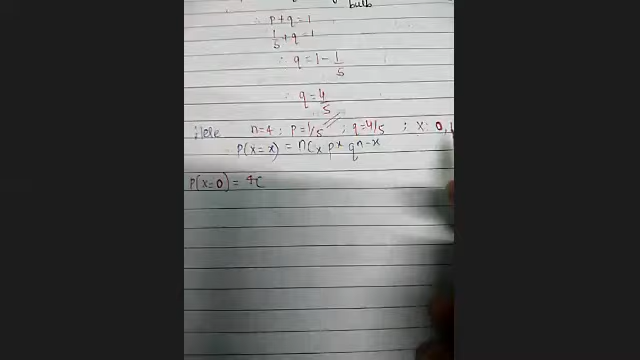 bulb
∴ p+q=1
1/5+q=1
∴ q=1-1/5
∴ q=4/5
Here n=4 ; p=1/5 ; q=4/5 ; x: 0,1
∴ P(x=x) = nCx p^x q^n-x
P(x=0) = 4C